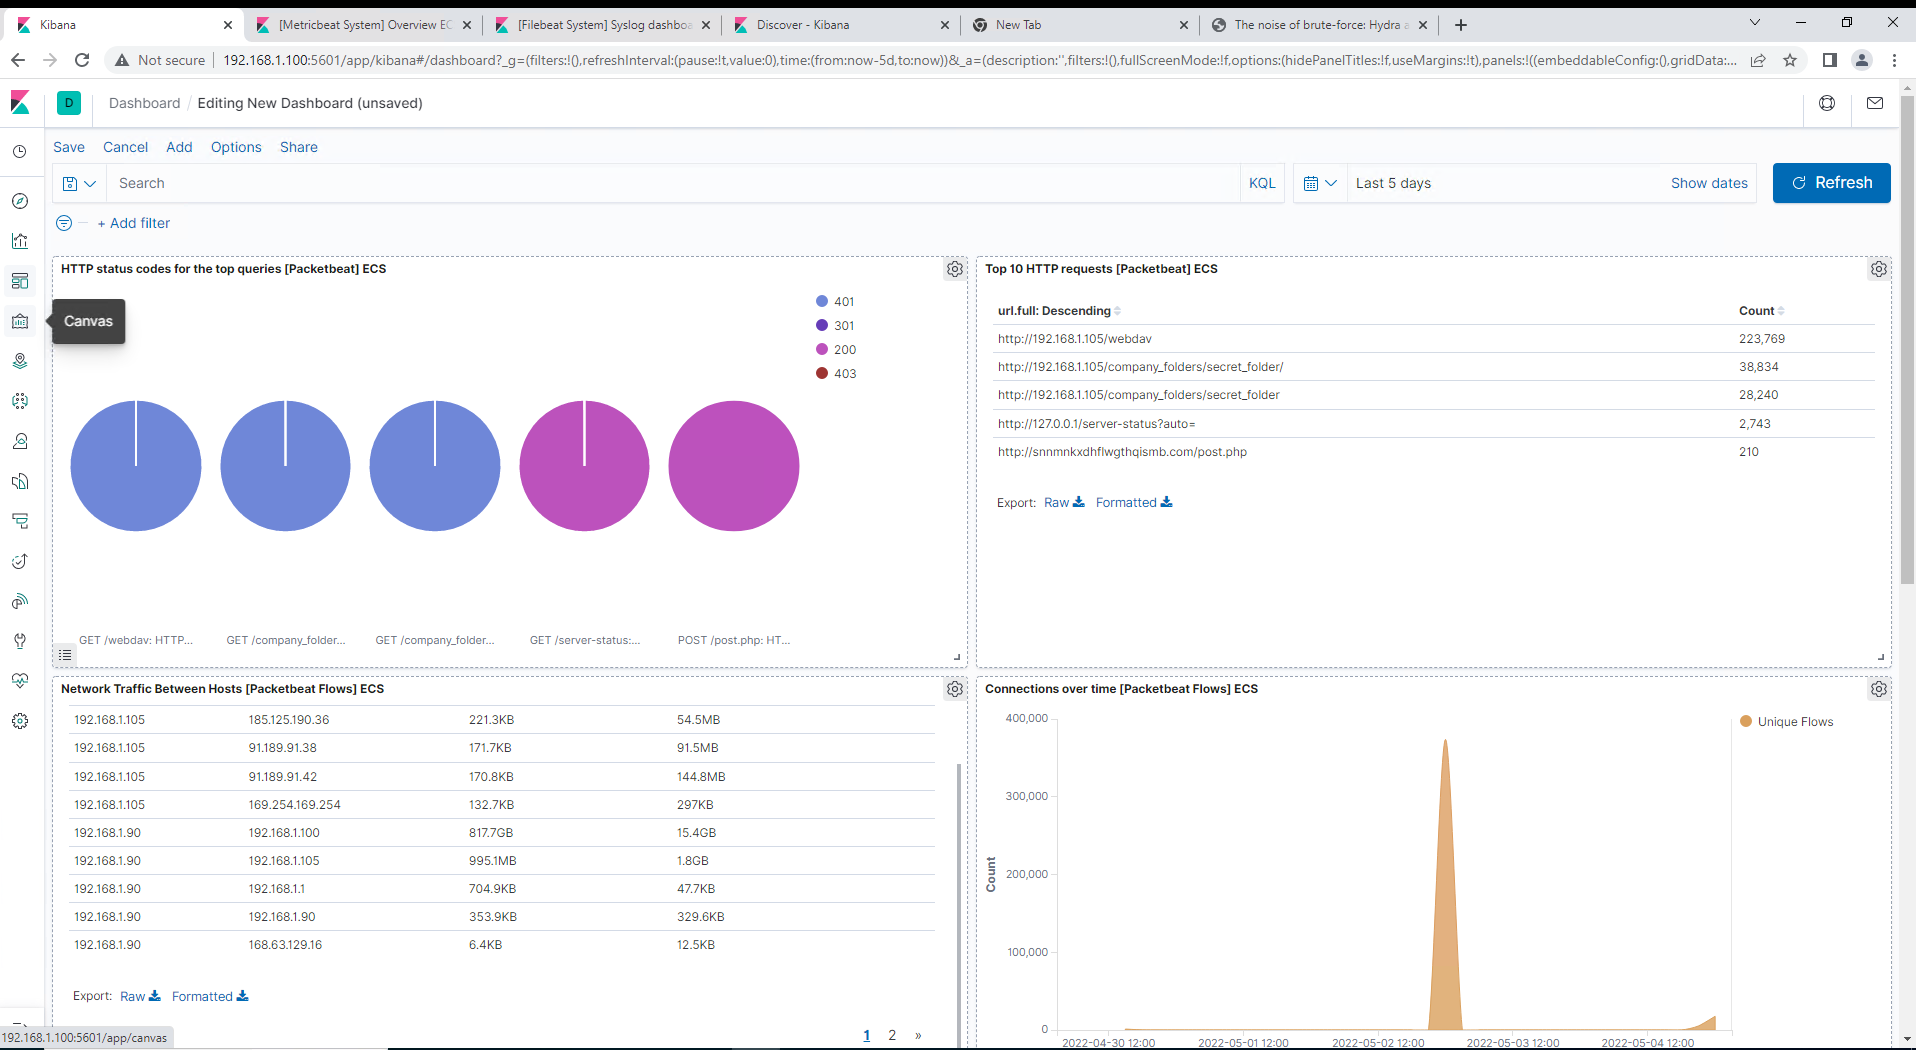 Kibana
[Metricbeat System] Overview EC
[Filebeat System] Syslog dashboa
Discover - Kibana
New Tab
The noise of brute-force: Hydra a
Not secure
192.168.1.100:5601/app/kibana#/dashboard?_g=(filters:!(),refreshInterval:(pause:!t,value:0),time:(from:now-5d,to:now))&_a=(description:'',filters:!(),fullScreenMode:!f,options:(hidePanelTitles:!f,useMargins:!t),panels:!((embeddableConfig:(),gridData:...
D
Dashboard / Editing New Dashboard (unsaved)
Save Cancel Add Options Share
Search
KQL
Last 5 days
Show dates
Refresh
+ Add filter
Canvas
HTTP status codes for the top queries [Packetbeat] ECS
401
301
200
403
GET /webdav: HTTP...
GET /company_folder...
GET /company_folder...
GET /server-status:...
POST /post.php: HT...
Top 10 HTTP requests [Packetbeat] ECS
url.full: Descending Count
http://192.168.1.105/webdav 223,769
http://192.168.1.105/company_folders/secret_folder/ 38,834
http://192.168.1.105/company_folders/secret_folder 28,240
http://127.0.0.1/server-status?auto= 2,743
http://snnmnkxdhflwgthqismb.com/post.php 210
Export: Raw Formatted
Network Traffic Between Hosts [Packetbeat Flows] ECS
192.168.1.105 185.125.190.36 221.3KB 54.5MB
192.168.1.105 91.189.91.38 171.7KB 91.5MB
192.168.1.105 91.189.91.42 170.8KB 144.8MB
192.168.1.105 169.254.169.254 132.7KB 297KB
192.168.1.90 192.168.1.100 817.7GB 15.4GB
192.168.1.90 192.168.1.105 995.1MB 1.8GB
192.168.1.90 192.168.1.1 704.9KB 47.7KB
192.168.1.90 192.168.1.90 353.9KB 329.6KB
192.168.1.90 168.63.129.16 6.4KB 12.5KB
Export: Raw Formatted
1 2 »
Connections over time [Packetbeat Flows] ECS
Unique Flows
Count
400,000
300,000
200,000
100,000
0
2022-04-30 12:00
2022-05-01 12:00
2022-05-02 12:00
2022-05-03 12:00
2022-05-04 12:00
192.168.1.100:5601/app/canvas